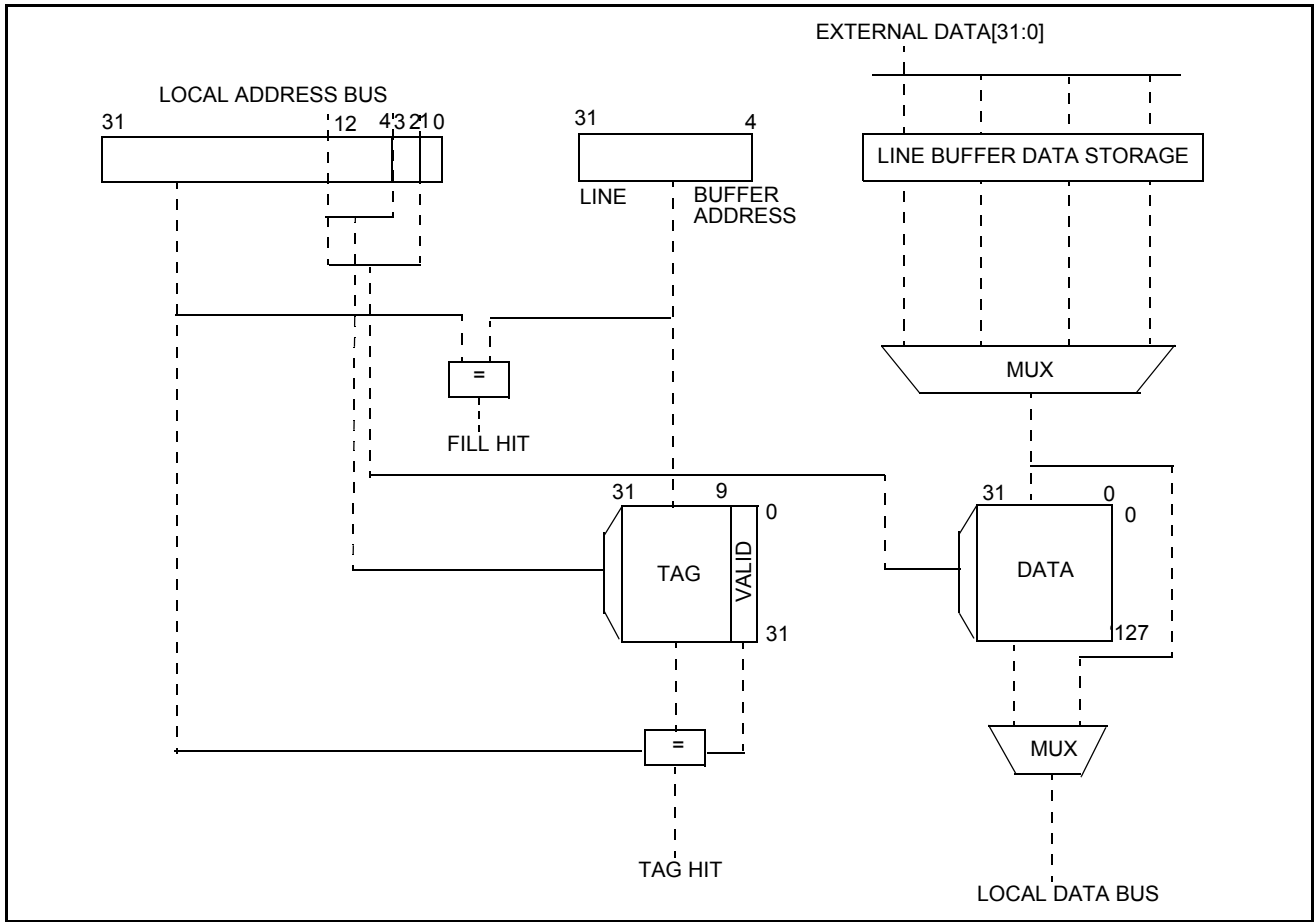 EXTERNAL DATA[31:0]
LOCAL ADDRESS BUS
31 12 4 3 2 1 0
31 4
LINE BUFFER DATA STORAGE
LINE BUFFER
ADDRESS
MUX
=
FILL HIT
31 9
0
31 0
0
TAG
VALID
DATA
31
127
=
MUX
TAG HIT
LOCAL DATA BUS